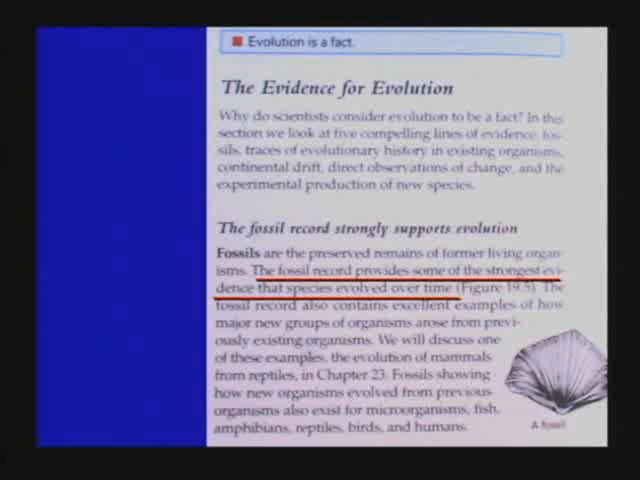 Evolution is a fact.
The Evidence for Evolution
Why do scientists consider evolution to be a fact? In this
section we look at five compelling lines of evidence: fos-
sils, traces of evolutionary history in existing organisms,
continental drift, direct observations of change, and the
experimental production of new species.
The fossil record strongly supports evolution
Fossils are the preserved remains of former living organ-
isms. The fossil record provides some of the strongest evi-
dence that species evolved over time (Figure 19.5). The
fossil record also contains excellent examples of how
major new groups of organisms arose from previ-
ously existing organisms. We will discuss one
of these examples, the evolution of mammals
from reptiles, in Chapter 23. Fossils showing
how new organisms evolved from previous
organisms also exist for microorganisms, fish,
amphibians, reptiles, birds, and humans.
A fossil